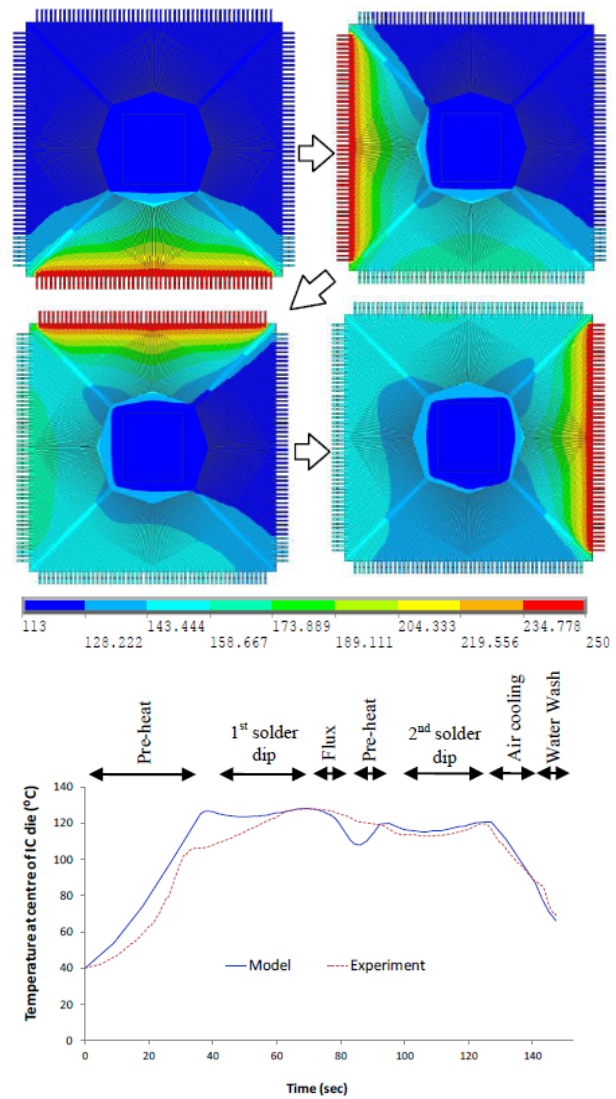 113 143.444 173.889 204.333 234.778
128.222 158.667 189.111 219.556 250
Pre-heat
1st solder
dip
Flux
Pre-heat
2nd solder
dip
Air cooling
Water Wash
Temperature at centre of IC die (°C)
140
120
100
80
60
40
20
0
Model Experiment
0 20 40 60 80 100 120 140
Time (sec)